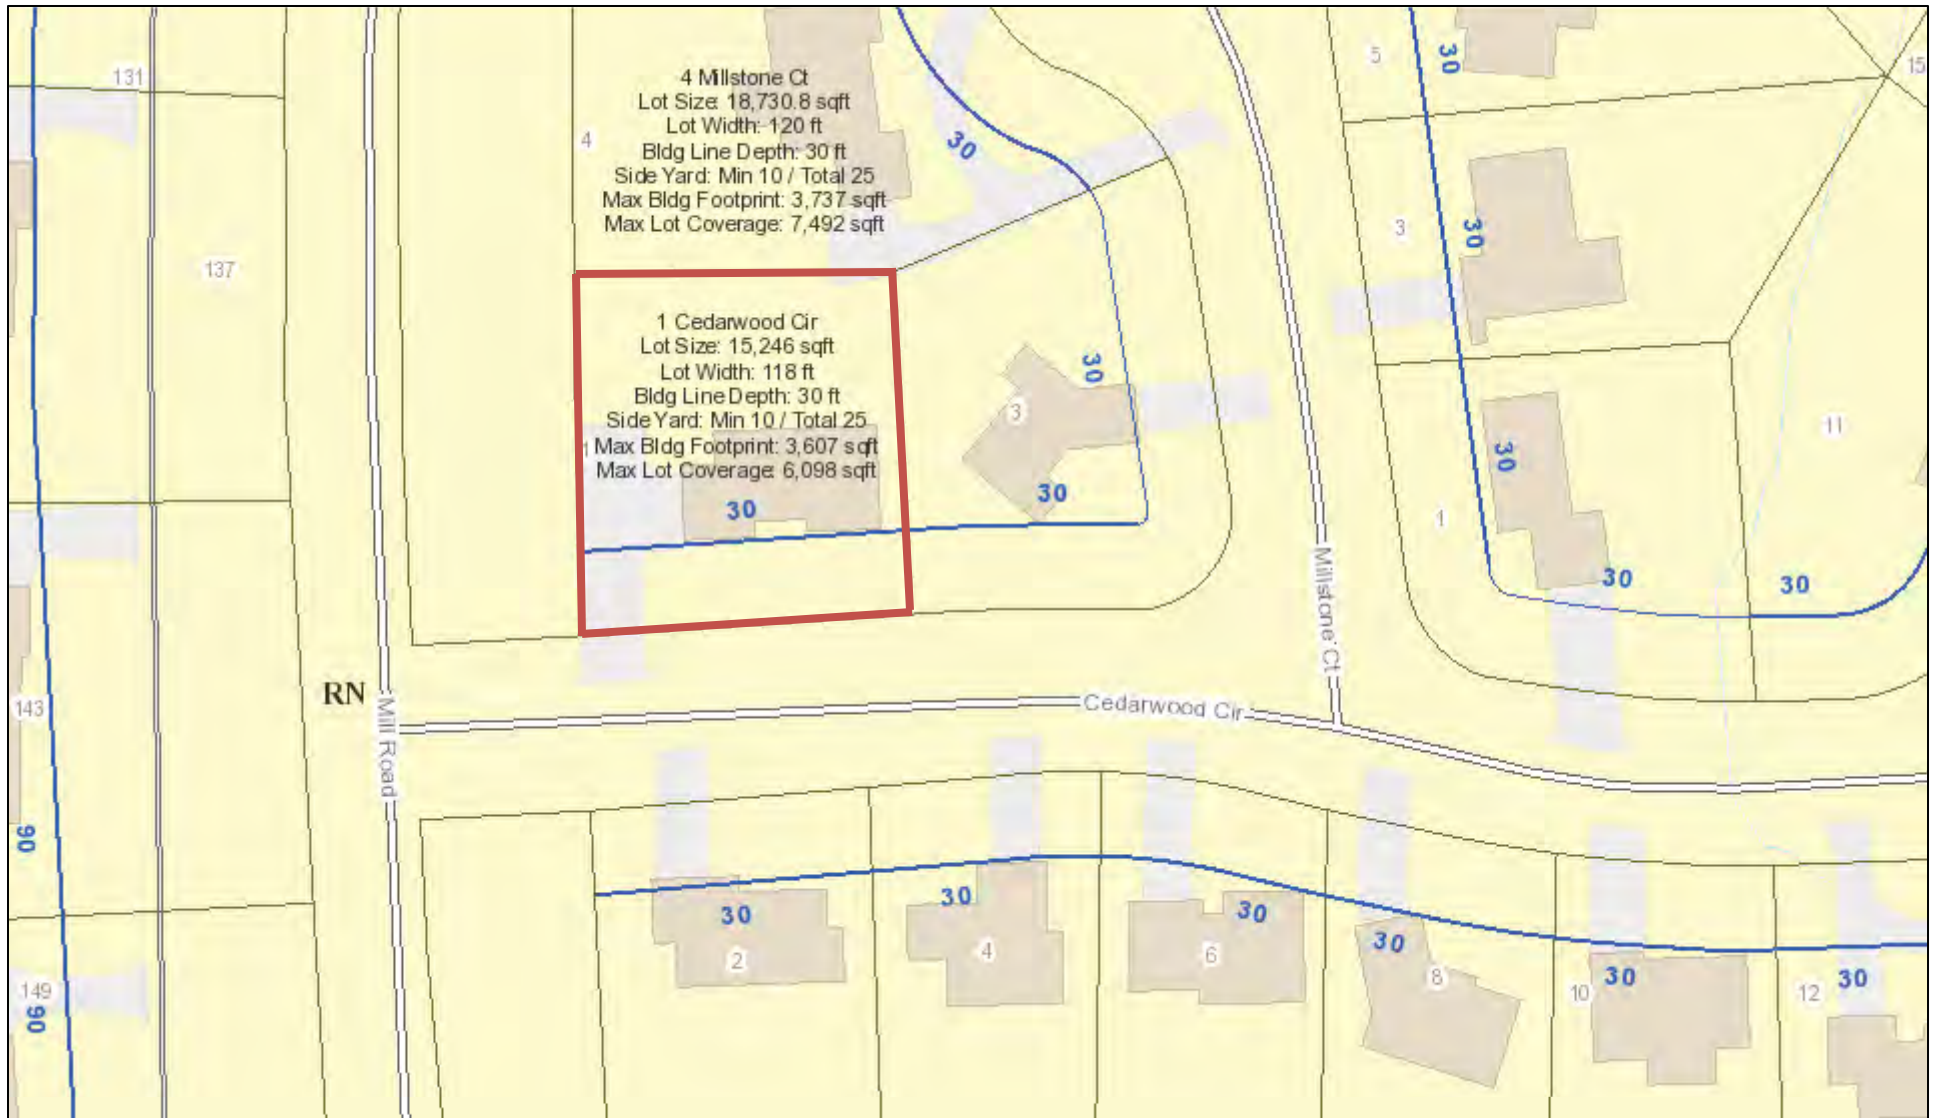 131
5
30
15
4 Millstone Ct
Lot Size: 18,730.8 sqft
Lot Width: 120 ft
Bldg Line Depth: 30 ft
Side Yard: Min 10 / Total 25
Max Bldg Footprint: 3,737 sqft
Max Lot Coverage: 7,492 sqft
4
30
137
3
30
1 Cedarwood Cir
Lot Size: 15,246 sqft
Lot Width: 118 ft
Bldg Line Depth: 30 ft
Side Yard: Min 10 / Total 25
Max Bldg Footprint: 3,607 sqft
Max Lot Coverage: 6,098 sqft
1
30
30
3
30
30
1
11
30
30
Millstone Ct
RN
Mill Road
143
Cedarwood Cir
90
30
2
30
4
30
6
30
8
30
10
30
12
149
90